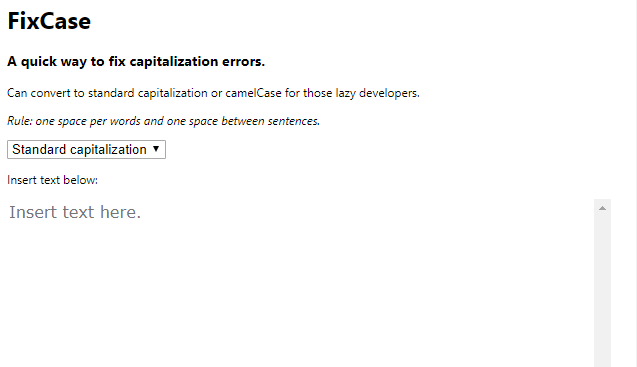 FixCase
A quick way to fix capitalization errors.
Can convert to standard capitalization or camelCase for those lazy developers.
Rule: one space per words and one space between sentences.
Standard capitalization
Insert text below:
Insert text here.